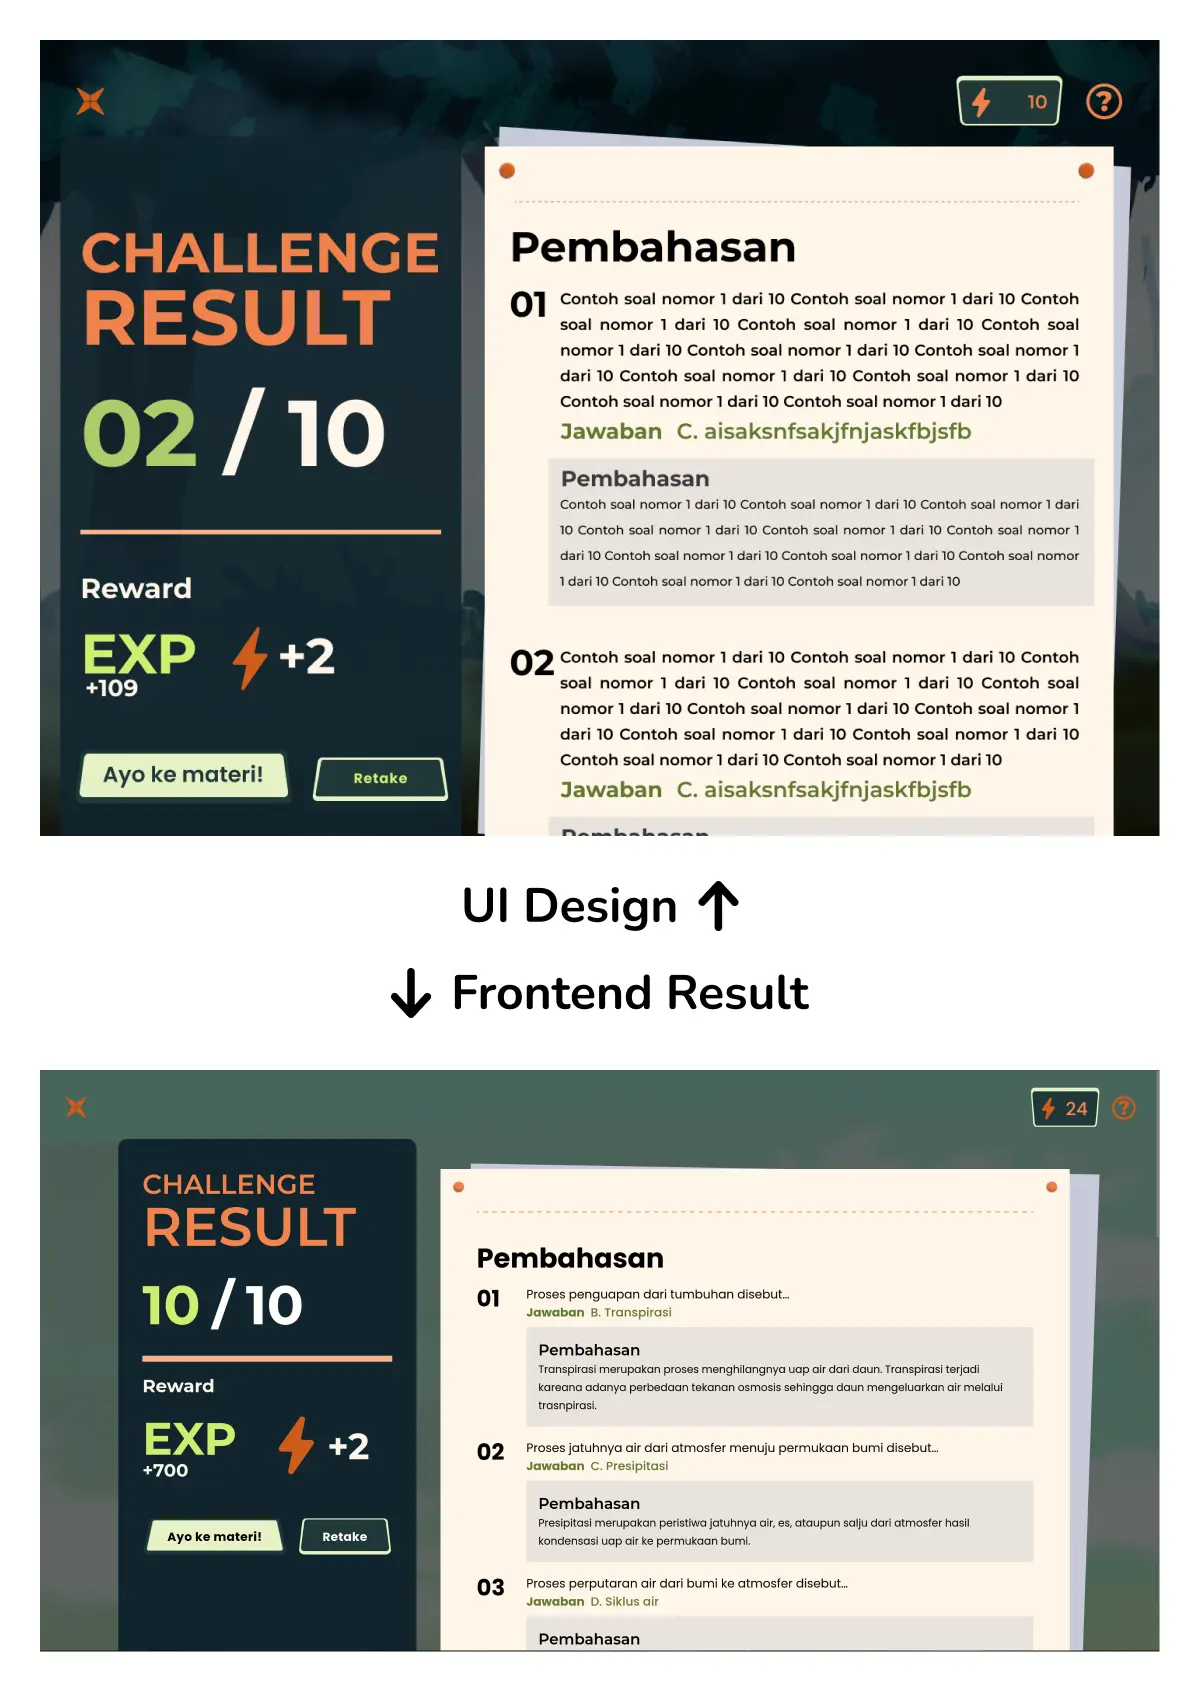 10
CHALLENGE
RESULT
02 / 10
Reward
EXP
+109
+2
Ayo ke materi!
Retake
Pembahasan
01
Contoh soal nomor 1 dari 10 Contoh soal nomor 1 dari 10 Contoh
soal nomor 1 dari 10 Contoh soal nomor 1 dari 10 Contoh soal
nomor 1 dari 10 Contoh soal nomor 1 dari 10 Contoh soal nomor 1
dari 10 Contoh soal nomor 1 dari 10 Contoh soal nomor 1 dari 10
Contoh soal nomor 1 dari 10 Contoh soal nomor 1 dari 10
Jawaban C. aisaksnfsakjfnjaskfbjsfb
Pembahasan
Contoh soal nomor 1 dari 10 Contoh soal nomor 1 dari 10 Contoh soal nomor 1 dari
10 Contoh soal nomor 1 dari 10 Contoh soal nomor 1 dari 10 Contoh soal nomor 1
dari 10 Contoh soal nomor 1 dari 10 Contoh soal nomor 1 dari 10 Contoh soal nomor
1 dari 10 Contoh soal nomor 1 dari 10 Contoh soal nomor 1 dari 10
02
Contoh soal nomor 1 dari 10 Contoh soal nomor 1 dari 10 Contoh
soal nomor 1 dari 10 Contoh soal nomor 1 dari 10 Contoh soal
nomor 1 dari 10 Contoh soal nomor 1 dari 10 Contoh soal nomor 1
dari 10 Contoh soal nomor 1 dari 10 Contoh soal nomor 1 dari 10
Contoh soal nomor 1 dari 10 Contoh soal nomor 1 dari 10
Jawaban C. aisaksnfsakjfnjaskfbjsfb
Pembahasan
UI Design ↑
↓ Frontend Result
24
CHALLENGE
RESULT
10 / 10
Reward
EXP
+700
+2
Ayo ke materi!
Retake
Pembahasan
01
Proses penguapan dari tumbuhan disebut...
Jawaban B. Transpirasi
Pembahasan
Transpirasi merupakan proses menghilangnya uap air dari daun. Transpirasi terjadi
kareana adanya perbedaan tekanan osmosis sehingga daun mengeluarkan air melalui
trasnpirasi.
02
Proses jatuhnya air dari atmosfer menuju permukaan bumi disebut...
Jawaban C. Presipitasi
Pembahasan
Presipitasi merupakan peristiwa jatuhnya air, es, ataupun salju dari atmosfer hasil
kondensasi uap air ke permukaan bumi.
03
Proses perputaran air dari bumi ke atmosfer disebut...
Jawaban D. Siklus air
Pembahasan